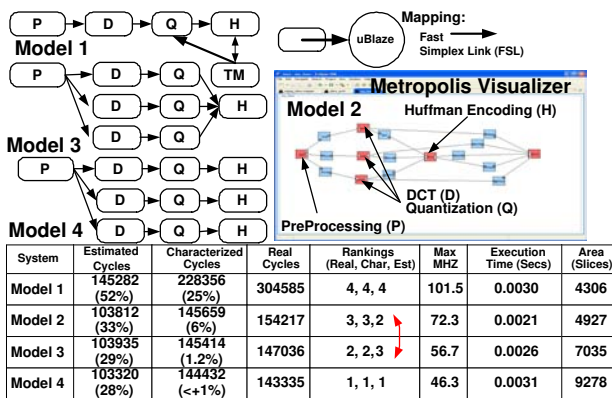 P D Q H
Model 1
TM
P D Q
D Q H
D Q
Model 3
P D Q H
D Q H
D Q H
Model 4
uBlaze
Mapping:
Fast
Simplex Link (FSL)
Metropolis Visualizer
Model 2
Huffman Encoding (H)
DCT (D)
Quantization (Q)
PreProcessing (P)
System Estimated Cycles Characterized Cycles Real Cycles Rankings (Real, Char, Est) Max MHZ Execution Time (Secs) Area (Slices)
Model 1 145282 (52%) 228356 (25%) 304585 4, 4, 4 101.5 0.0030 4306
Model 2 103812 (33%) 145659 (6%) 154217 3, 3,2 72.3 0.0021 4927
Model 3 103935 (29%) 145414 (1.2%) 147036 2, 2,3 56.7 0.0026 7035
Model 4 103320 (28%) 144432 (<+1%) 143335 1, 1, 1 46.3 0.0031 9278